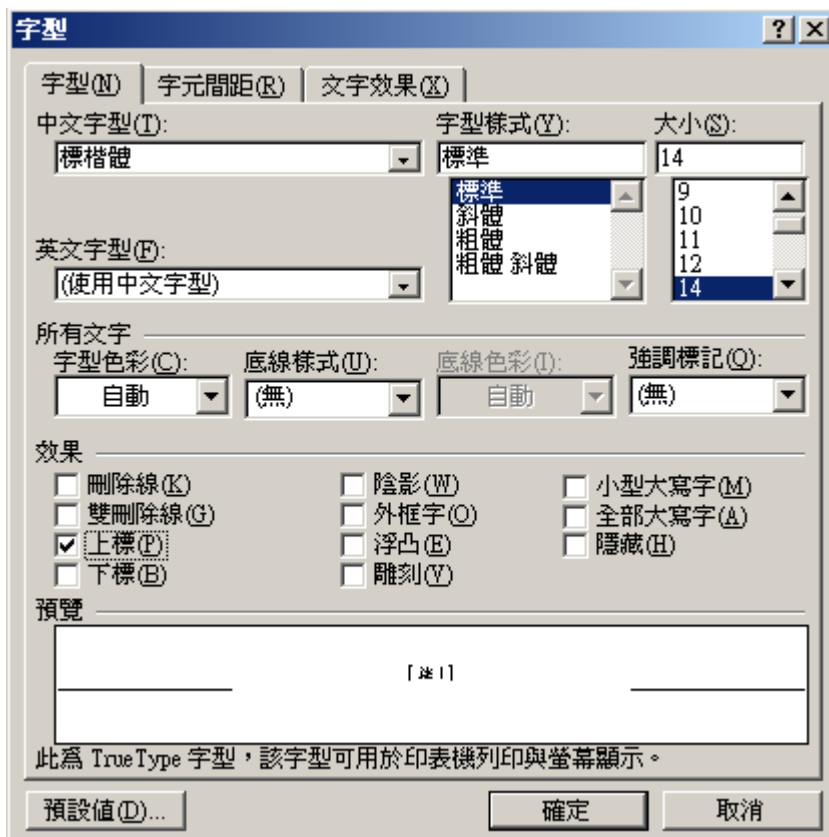 字型
字型(N) 字元間距(R) 文字效果(X)
中文字型(T): 字型樣式(Y): 大小(S):
標楷體 標準 14
標準 9
斜體 10
粗體 11
粗體 斜體 12
14
英文字型(F):
(使用中文字型)
所有文字
字型色彩(C): 底線樣式(U): 底線色彩(I): 強調標記(Q):
自動 (無) 自動 (無)
效果
刪除線(K) 陰影(W) 小型大寫字(M)
雙刪除線(G) 外框字(O) 全部大寫字(A)
上標(P) 浮凸(E) 隱藏(H)
下標(B) 雕刻(V)
預覽
此為 TrueType 字型，該字型可用於印表機列印與螢幕顯示。
預設值(D)... 確定 取消